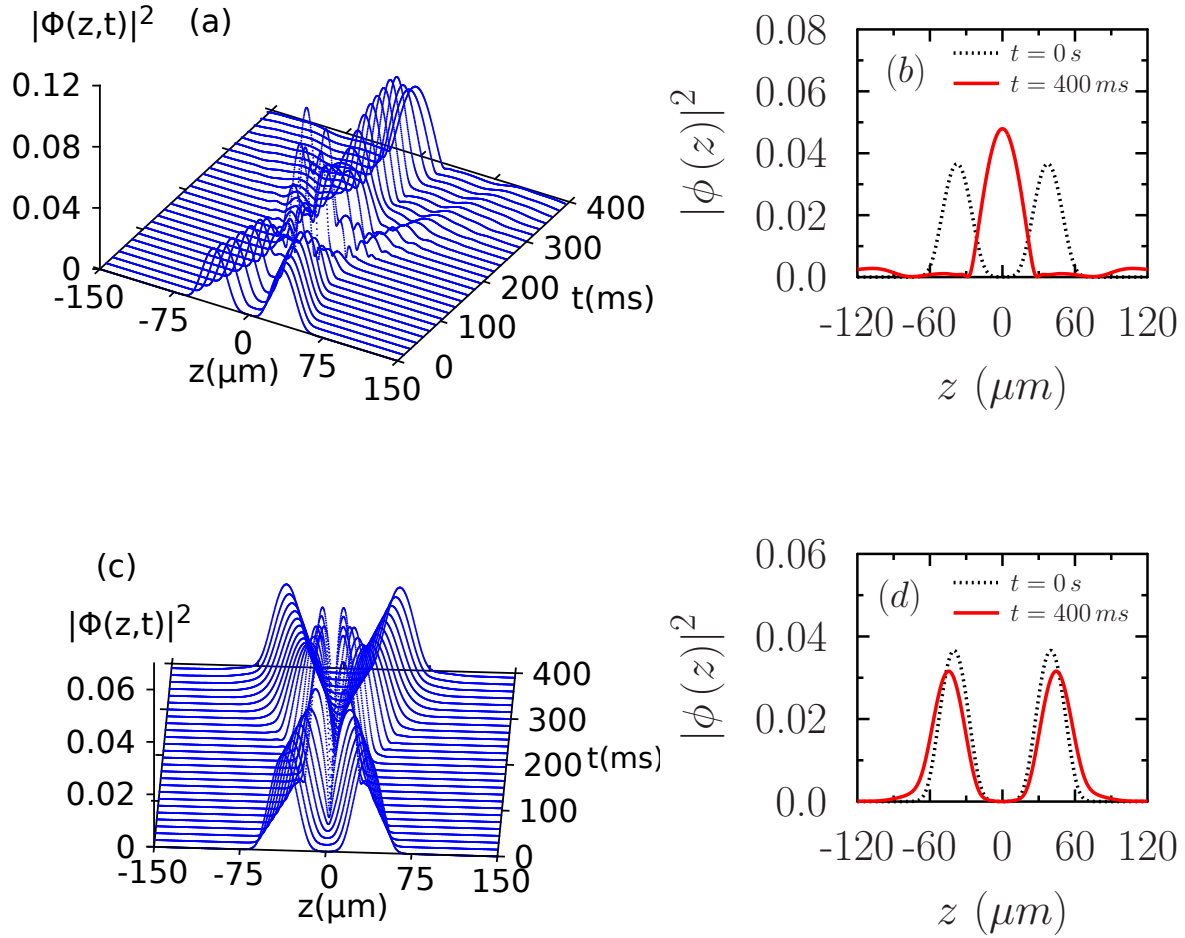 |Φ(z,t)|² (a)
0.12
0.08
0.04
0
-150
-75
0
75
150
z(μm)
0
100
200
300
400
t(ms)
(b)
t = 0 s
t = 400 ms
0.08
0.06
0.04
0.02
0.0
|ϕ (z)|²
-120 -60 0 60 120
z (μm)
(c)
|Φ(z,t)|²
0.06
0.04
0.02
0
-150
-75
0
75
150
z(μm)
400
300
200
100
0
t(ms)
(d)
t = 0 s
t = 400 ms
0.06
0.04
0.02
0.0
|ϕ (z)|²
-120 -60 0 60 120
z (μm)